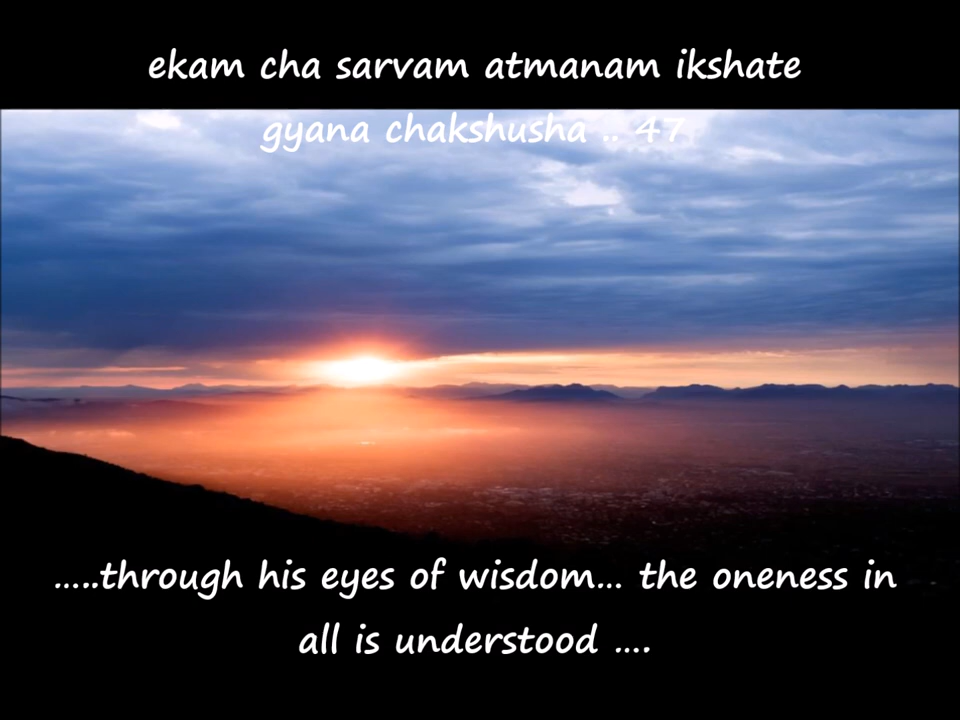 ekam cha sarvam atmanam ikshate
gyana chakshusha .. 47
.....through his eyes of wisdom... the oneness in
all is understood ....